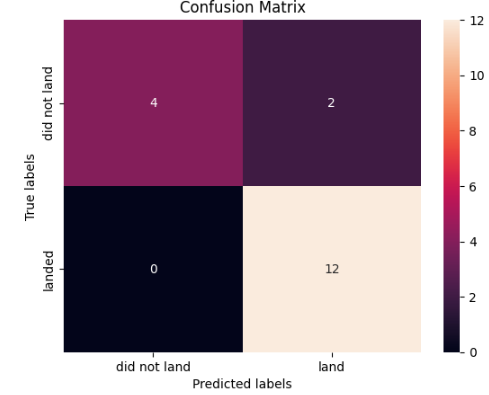 Confusion Matrix
True labels
did not land
4
2
landed
0
12
did not land
land
Predicted labels
12
10
8
6
4
2
0